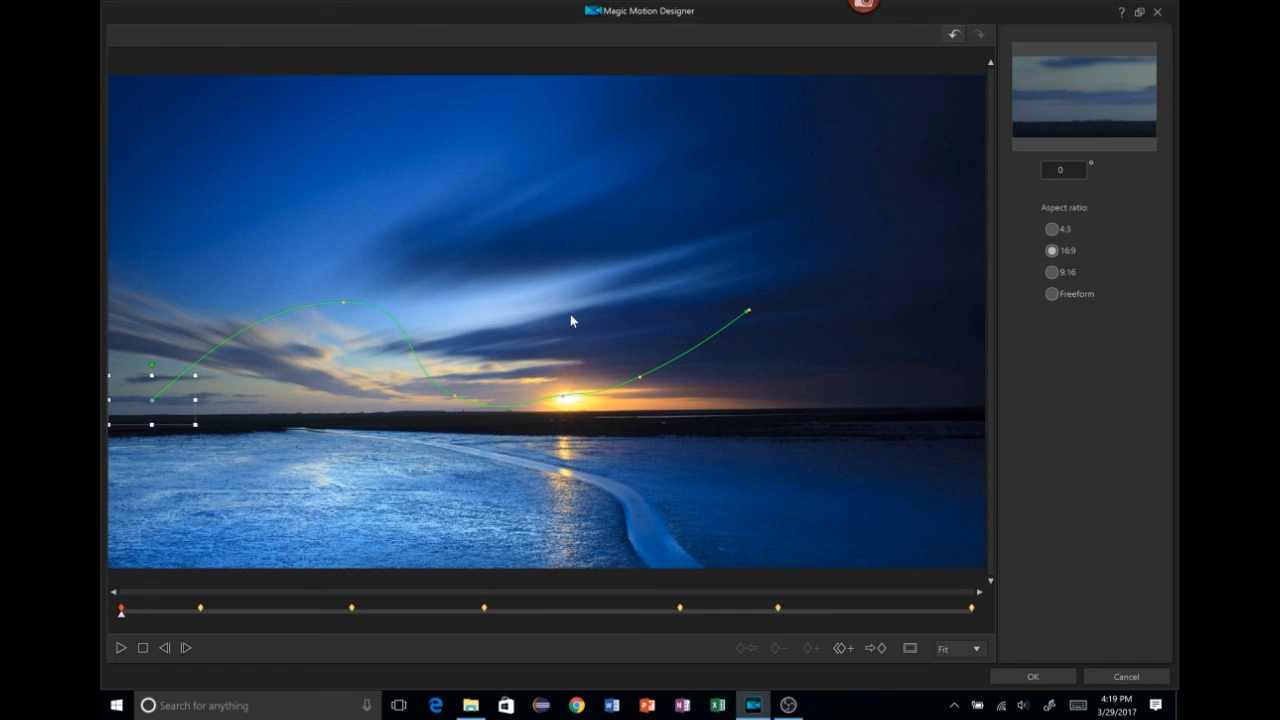 Magic Motion Designer
?
0
Aspect ratio:
4:3
16:9
9:16
Freeform
Fit
OK
Cancel
Search for anything
4:19 PM
3/29/2017